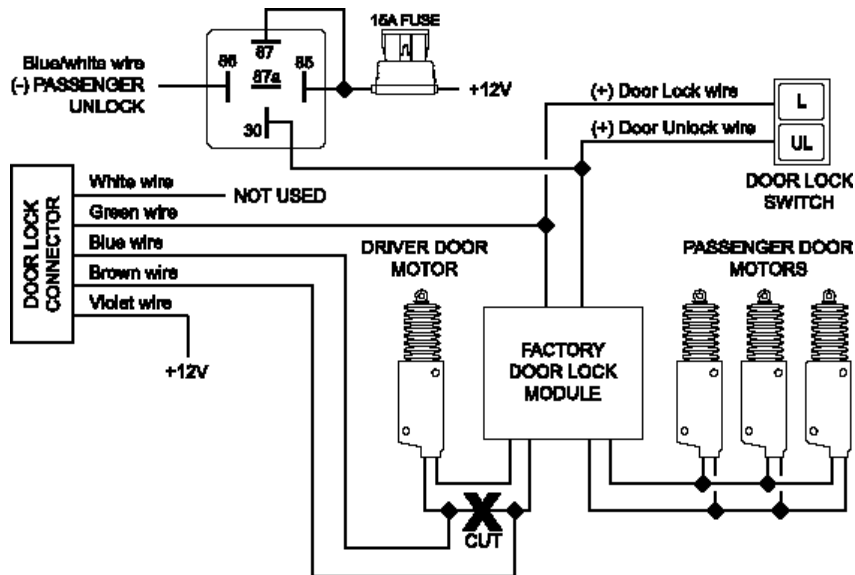 15A FUSE
Blue/white wire
(-) PASSENGER
UNLOCK
87
86
87a
85
30
+12V
(+) Door Lock wire
(+) Door Unlock wire
L
UL
DOOR LOCK
SWITCH
DOOR LOCK
CONNECTOR
White wire
NOT USED
Green wire
Blue wire
Brown wire
Violet wire
+12V
DRIVER DOOR
MOTOR
PASSENGER DOOR
MOTORS
FACTORY
DOOR LOCK
MODULE
X
CUT